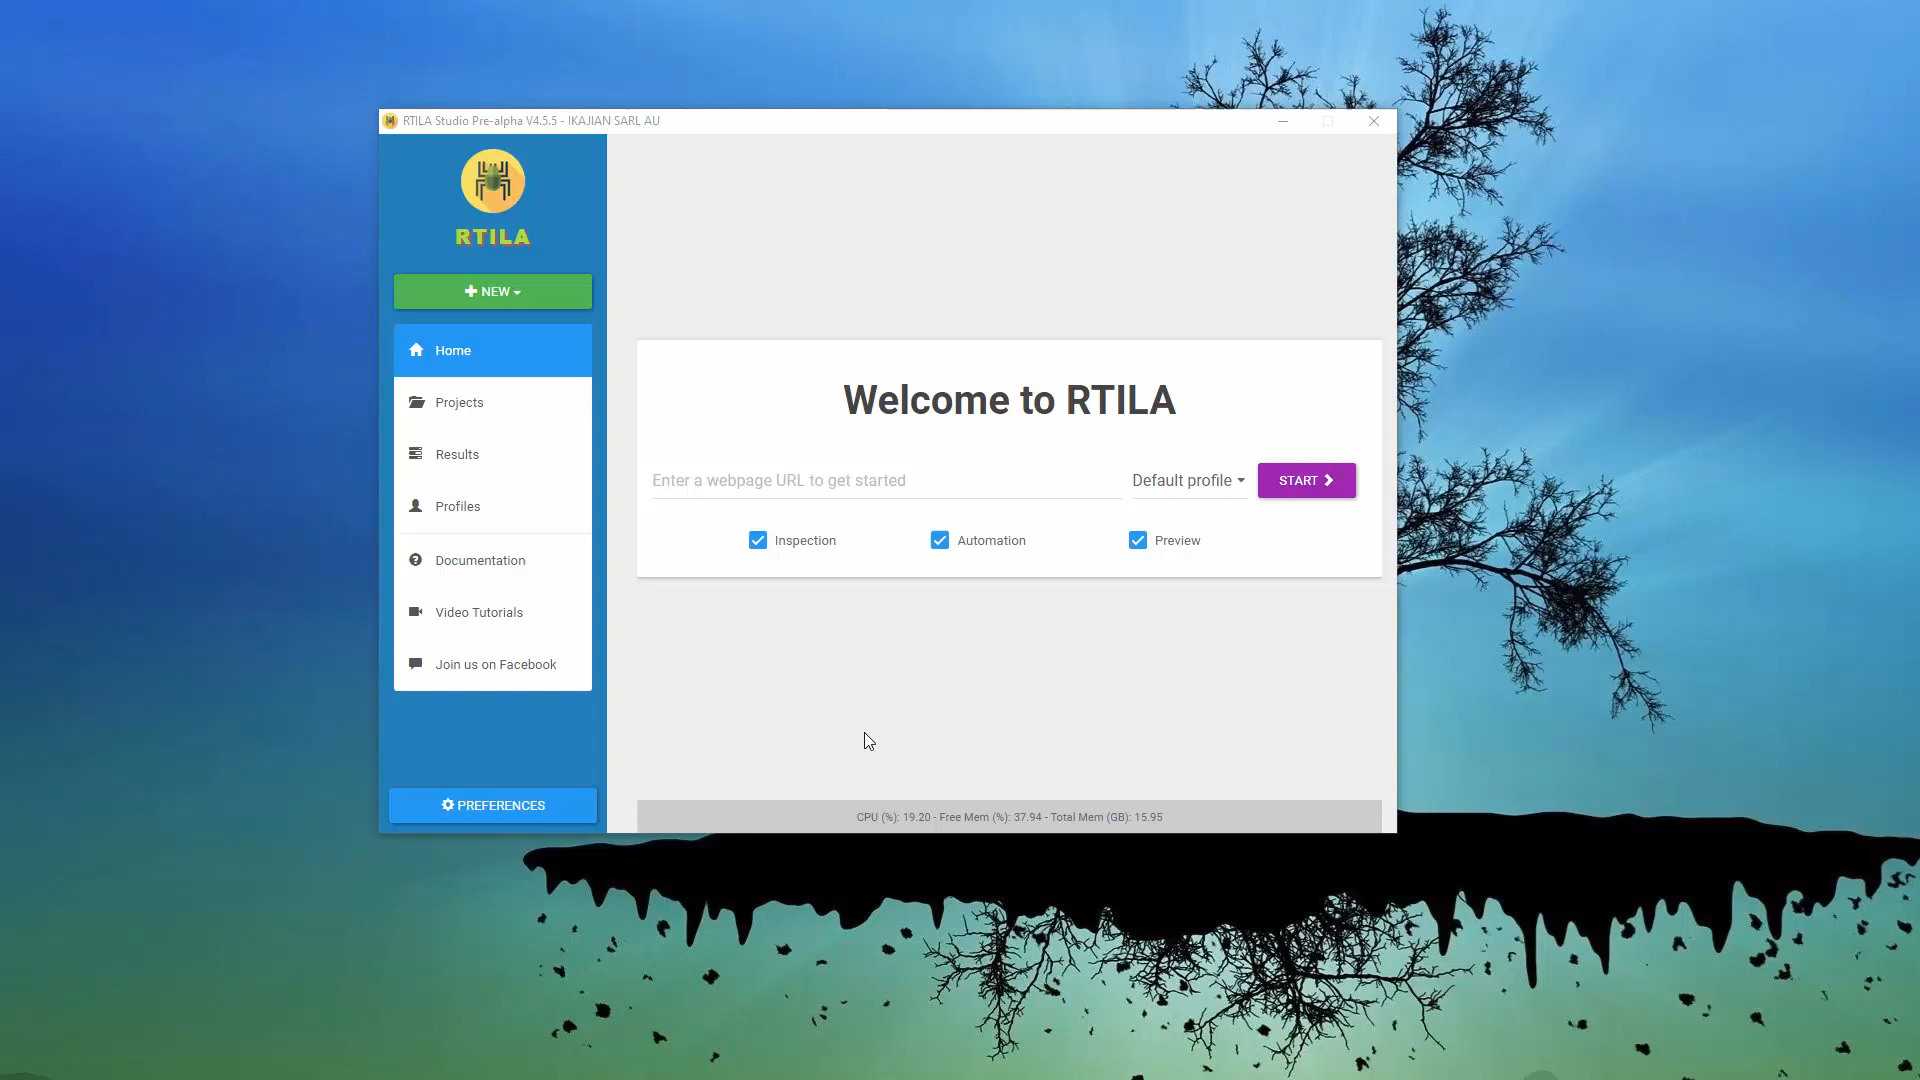 RTILA Studio Pre-alpha V4.5.5 - IKAJIAN SARL AU
RTILA
NEW
Home
Projects
Results
Profiles
Documentation
Video Tutorials
Join us on Facebook
PREFERENCES
Welcome to RTILA
Enter a webpage URL to get started
Default profile
START
Inspection
Automation
Preview
CPU (%): 19.20 - Free Mem (%): 37.94 - Total Mem (GB): 15.95